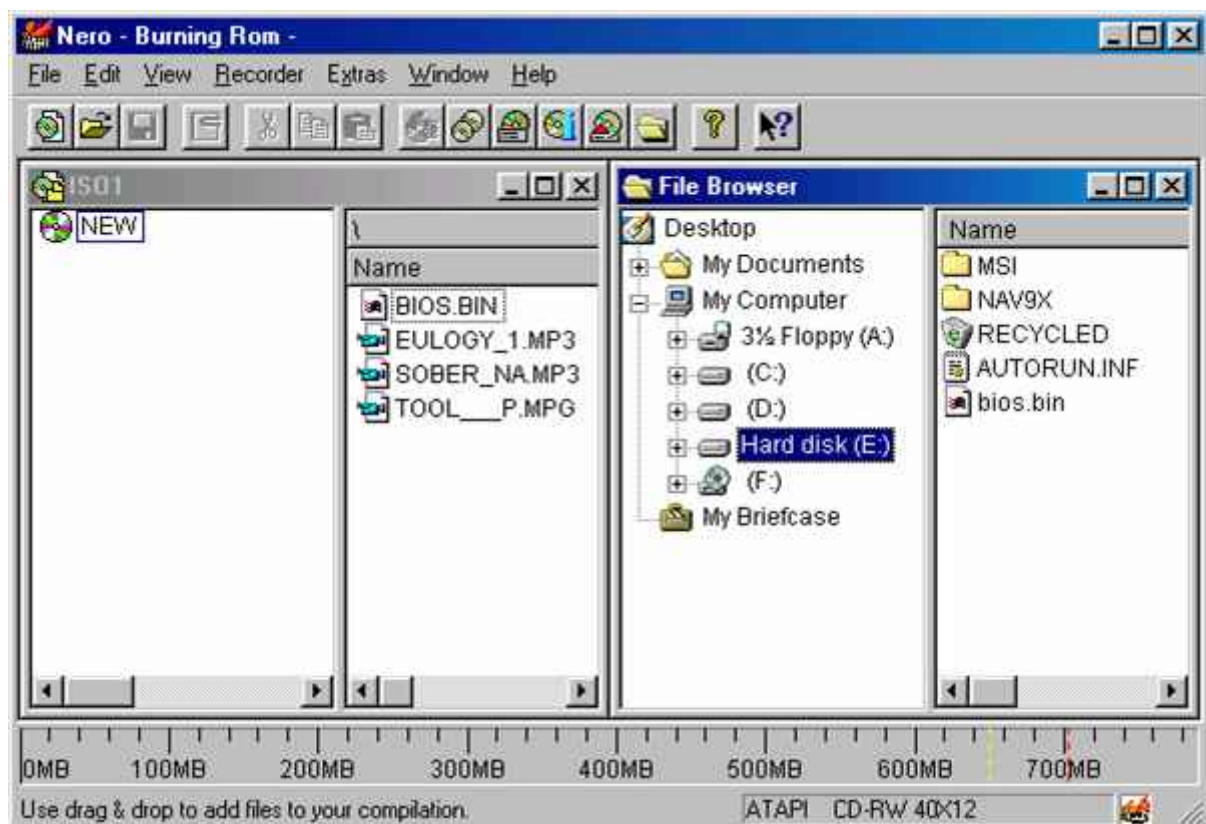 Nero - Burning Rom -
File Edit View Recorder Extras Window Help
ISO1
NEW
\
Name
BIOS.BIN
EULOGY_1.MP3
SOBER_NA.MP3
TOOL___P.MPG
File Browser
Desktop
My Documents
My Computer
3½ Floppy (A:)
(C:)
(D:)
Hard disk (E:)
(F:)
My Briefcase
Name
MSI
NAV9X
RECYCLED
AUTORUN.INF
bios.bin
0MB 100MB 200MB 300MB 400MB 500MB 600MB 700MB
Use drag & drop to add files to your compilation.
ATAPI CD-RW 40X12